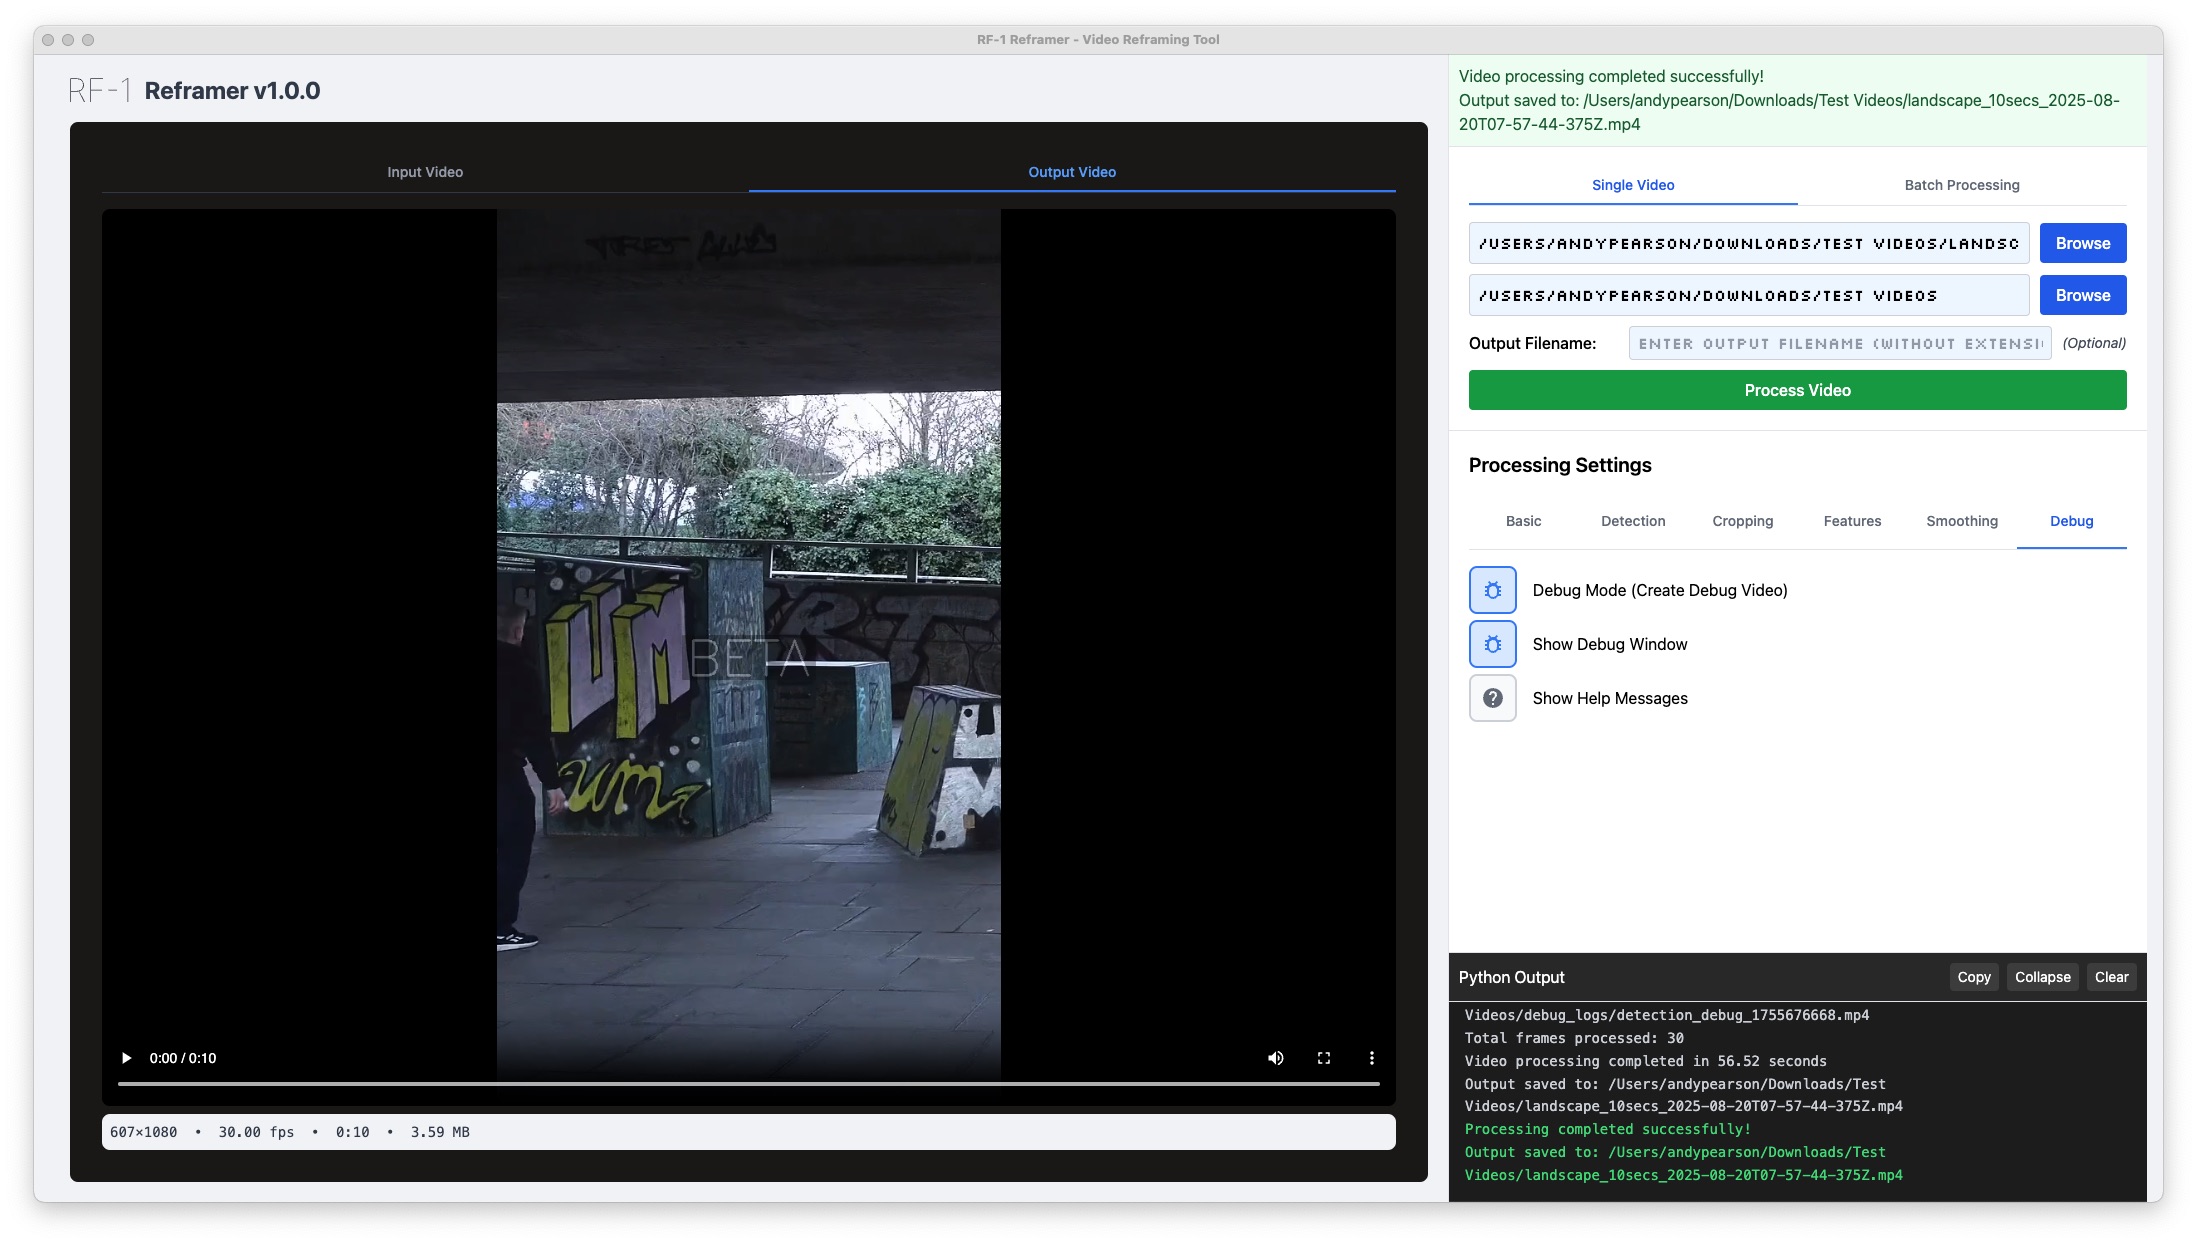 RF-1 Reframer - Video Reframing Tool
RF-1 Reframer v1.0.0
Input Video
Output Video
UM
BETA
um
0:00 / 0:10
607×1080 • 30.00 fps • 0:10 • 3.59 MB
Video processing completed successfully!
Output saved to: /Users/andypearson/Downloads/Test Videos/landscape_10secs_2025-08-
20T07-57-44-375Z.mp4
Single Video
Batch Processing
/USERS/ANDYPEARSON/DOWNLOADS/TEST VIDEOS/LANDSC
Browse
/USERS/ANDYPEARSON/DOWNLOADS/TEST VIDEOS
Browse
Output Filename:
ENTER OUTPUT FILENAME (WITHOUT EXTENSI
(Optional)
Process Video
Processing Settings
Basic
Detection
Cropping
Features
Smoothing
Debug
Debug Mode (Create Debug Video)
Show Debug Window
Show Help Messages
Python Output
Copy
Collapse
Clear
Videos/debug_logs/detection_debug_1755676668.mp4
Total frames processed: 30
Video processing completed in 56.52 seconds
Output saved to: /Users/andypearson/Downloads/Test
Videos/landscape_10secs_2025-08-20T07-57-44-375Z.mp4
Processing completed successfully!
Output saved to: /Users/andypearson/Downloads/Test
Videos/landscape_10secs_2025-08-20T07-57-44-375Z.mp4